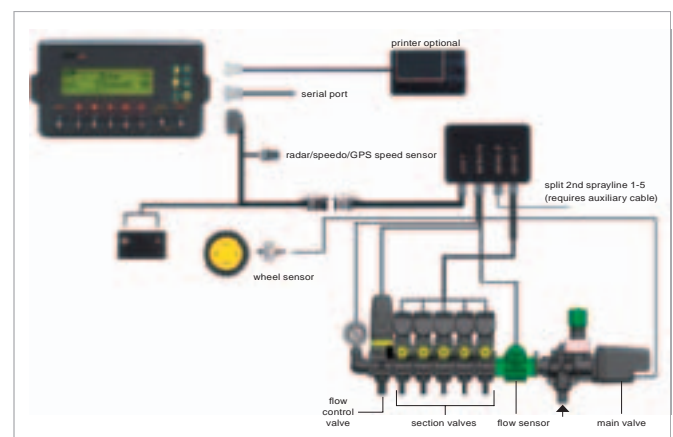 printer optional
serial port
radar/speedo/GPS speed sensor
split 2nd sprayline 1-5
(requires auxiliary cable)
wheel sensor
flow
control
valve
section valves
flow sensor
main valve